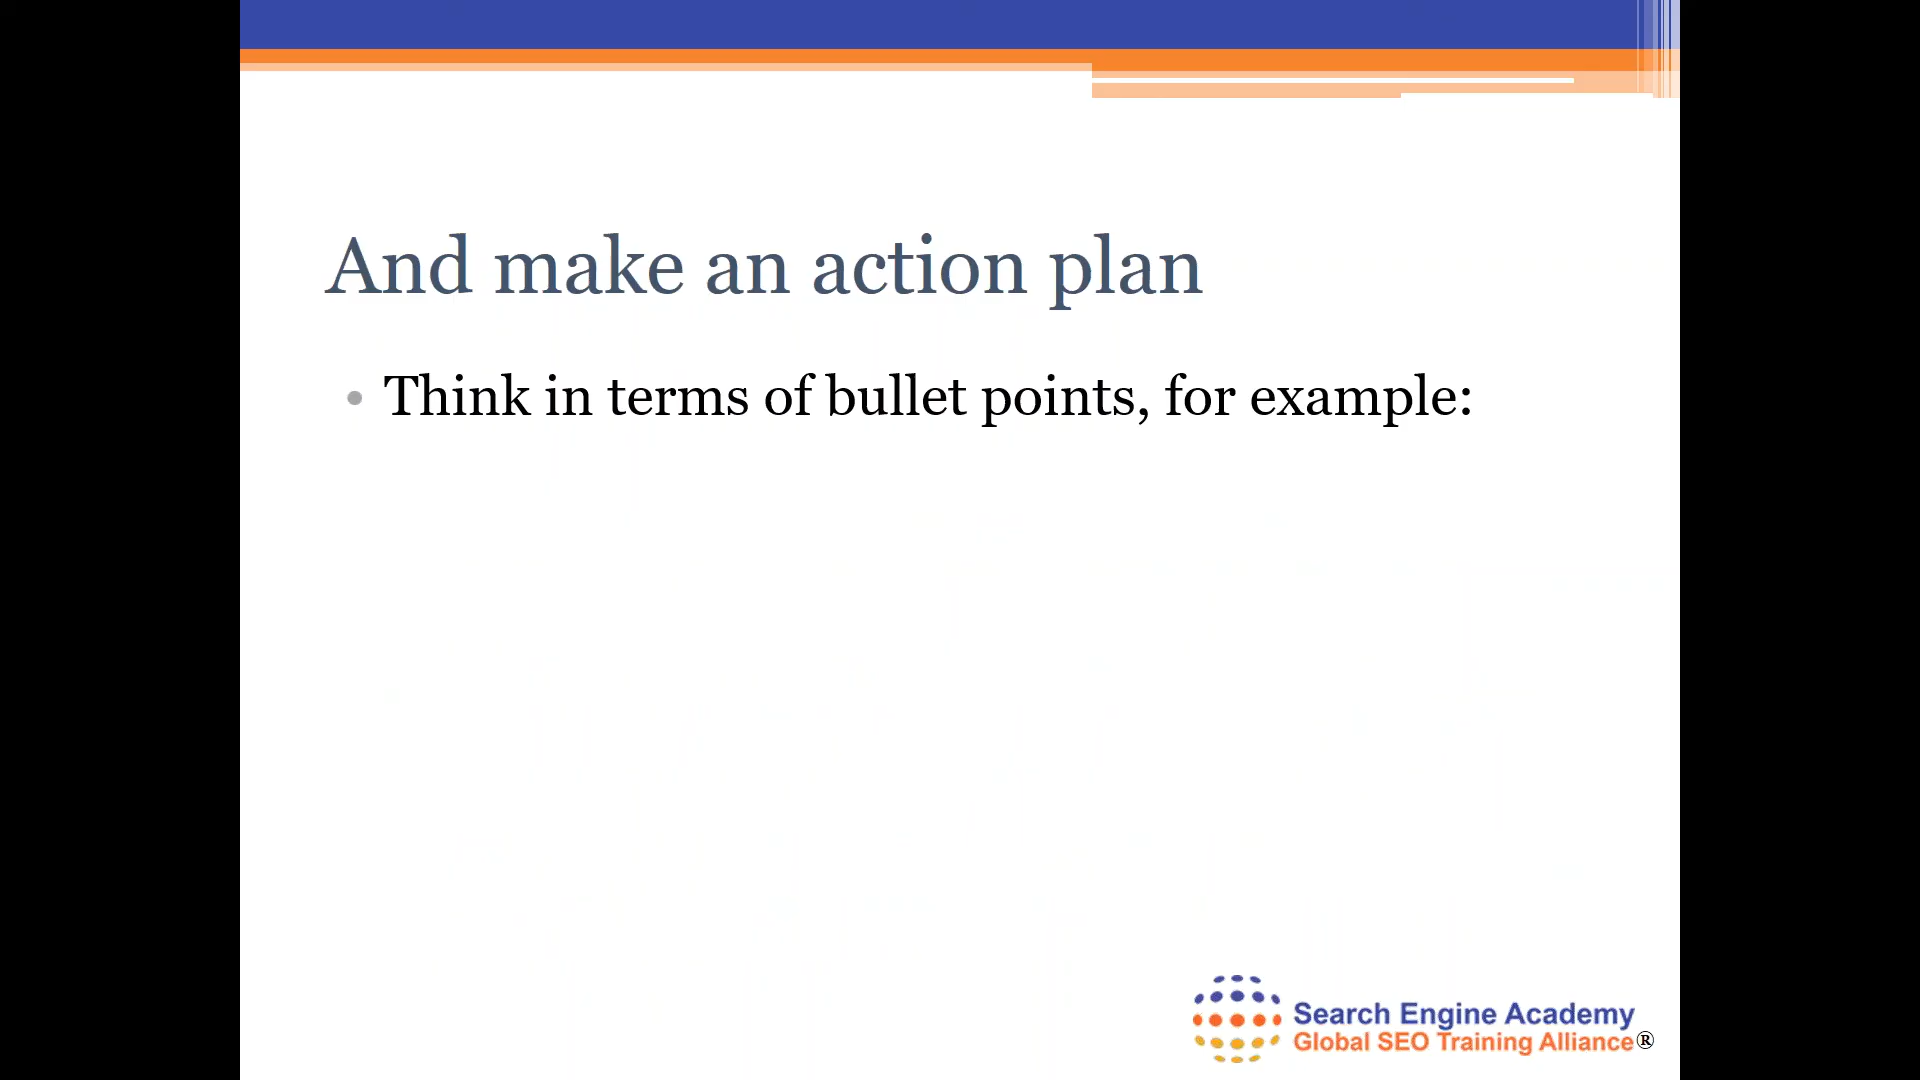 And make an action plan
• Think in terms of bullet points, for example:
Search Engine Academy
Global SEO Training Alliance®